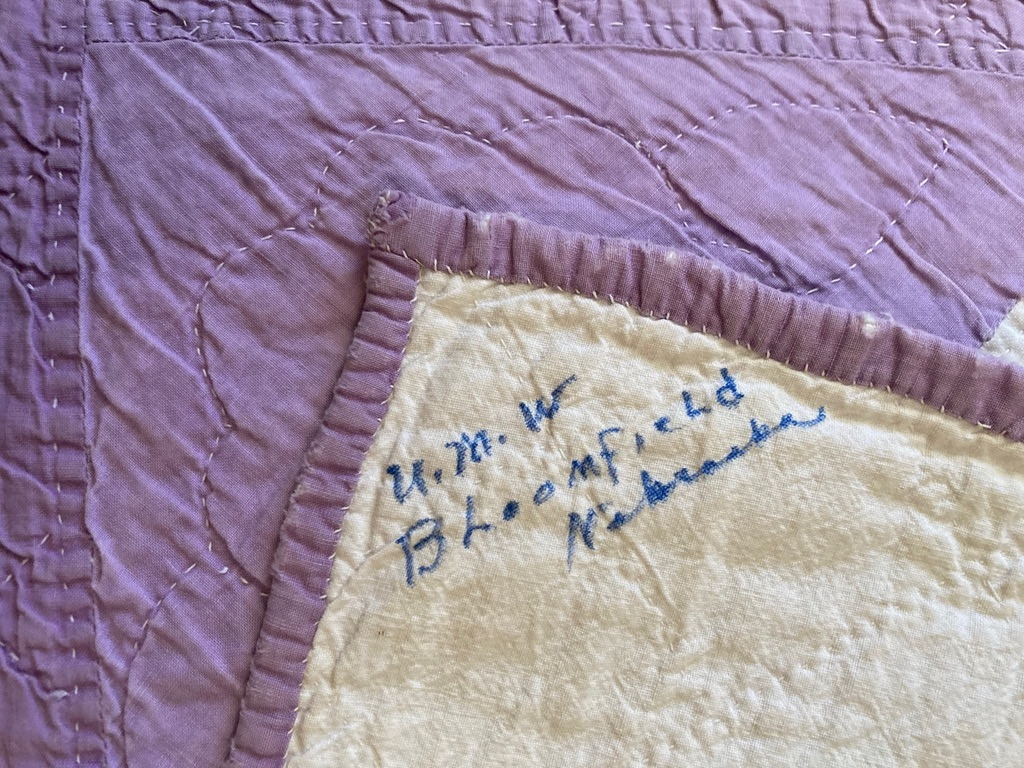 U. M. W
BLoomfieLd
Nebraska